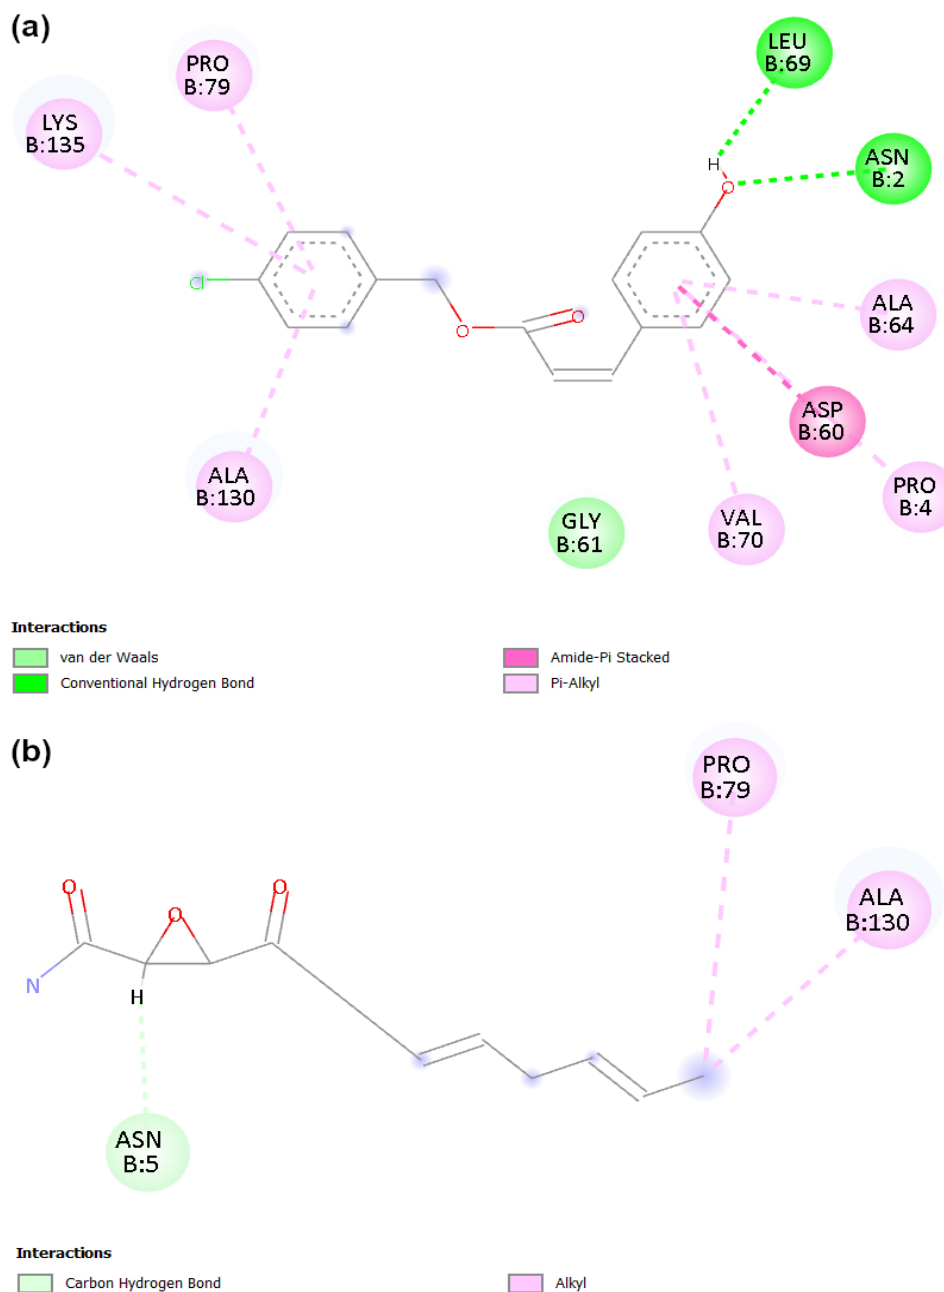 (a)
PRO
B:79
LYS
B:135
LEU
B:69
ASN
B:2
H
O
Cl
O
O
ALA
B:64
ASP
B:60
PRO
B:4
ALA
B:130
GLY
B:61
VAL
B:70
Interactions
van der Waals
Conventional Hydrogen Bond
Amide-Pi Stacked
Pi-Alkyl
(b)
PRO
B:79
ALA
B:130
O
O
O
N
H
ASN
B:5
Interactions
Carbon Hydrogen Bond
Alkyl